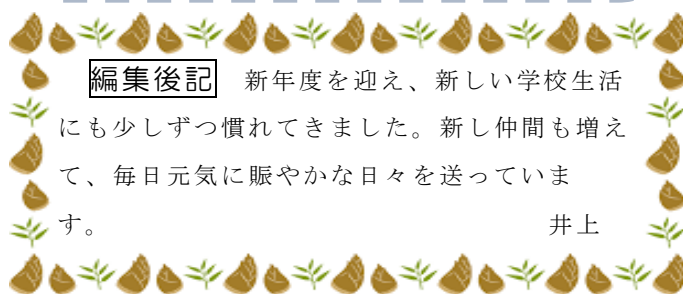 編集後記　新年度を迎え、新しい学校生活
にも少しずつ慣れてきました。新し仲間も増え
て、毎日元気に賑やかな日々を送っていま
す。　井上